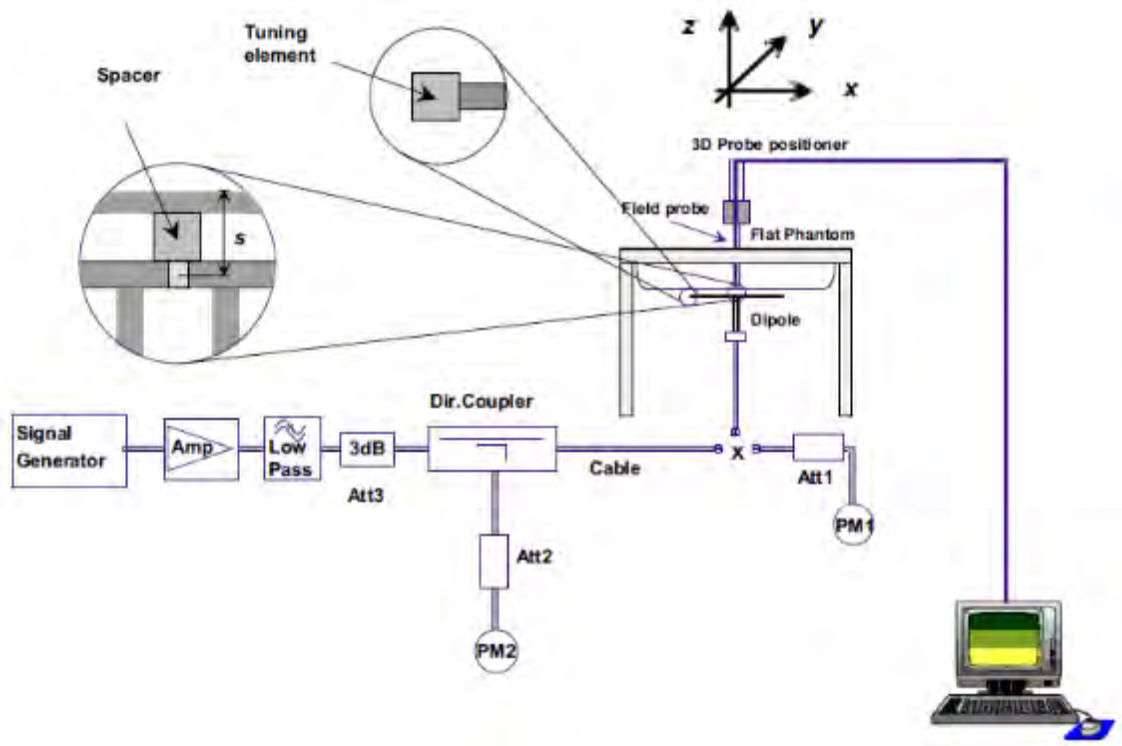 z
y
x
Tuning
element
Spacer
s
3D Probe positioner
Field probe
Flat Phantom
Dipole
Dir.Coupler
Signal
Generator
Amp
Low
Pass
3dB
Att3
Cable
x
Att1
PM1
Att2
PM2